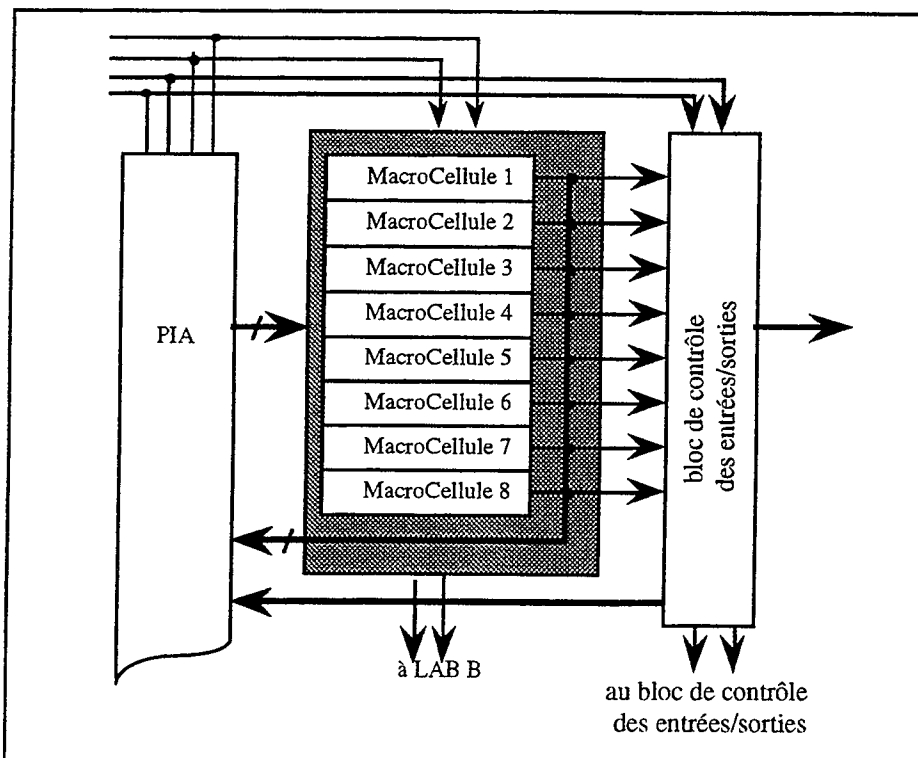 MacroCellule 1
MacroCellule 2
MacroCellule 3
MacroCellule 4
MacroCellule 5
MacroCellule 6
MacroCellule 7
MacroCellule 8
PIA
bloc de contrôle
des entrées/sorties
à LAB B
au bloc de contrôle
des entrées/sorties